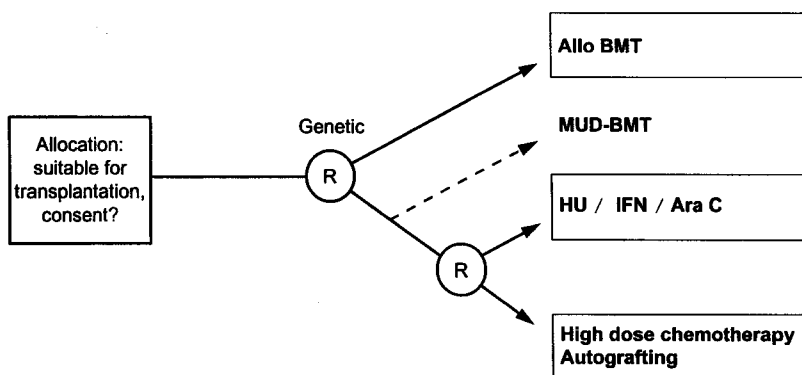 Allocation:
suitable for
transplantation,
consent?
Genetic
R
Allo BMT
MUD-BMT
R
HU / IFN / Ara C
High dose chemotherapy
Autografting